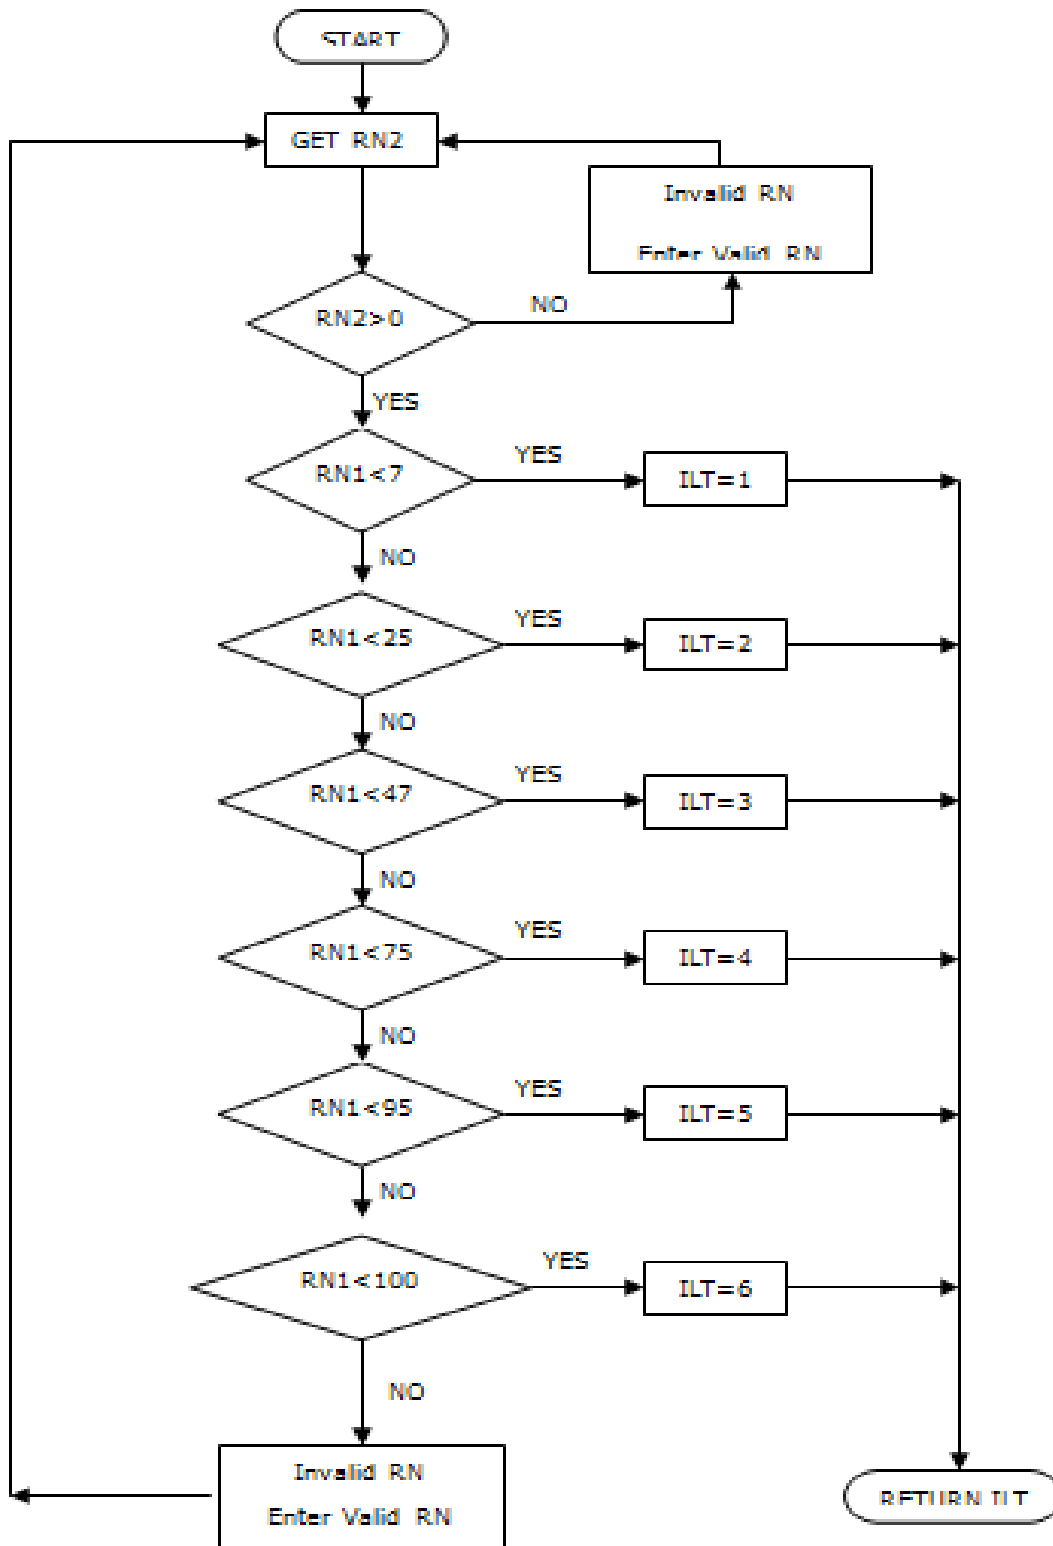 START
GET RN2
Invalid RN
Enter Valid RN
RN2>0
NO
YES
RN1<7
YES
ILT=1
NO
RN1<25
YES
ILT=2
NO
RN1<47
YES
ILT=3
NO
RN1<75
YES
ILT=4
NO
RN1<95
YES
ILT=5
NO
RN1<100
YES
ILT=6
NO
Invalid RN
Enter Valid RN
RETURN ILT